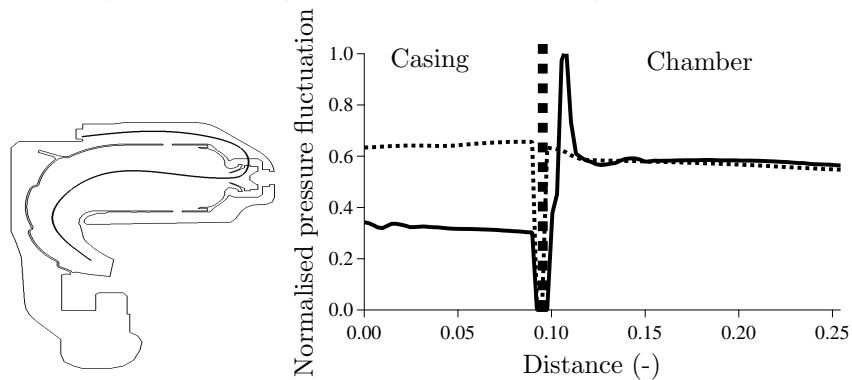 Normalised pressure fluctuation
Casing
Chamber
1.0
0.8
0.6
0.4
0.2
0.0
0.00 0.05 0.10 0.15 0.20 0.25
Distance (-)